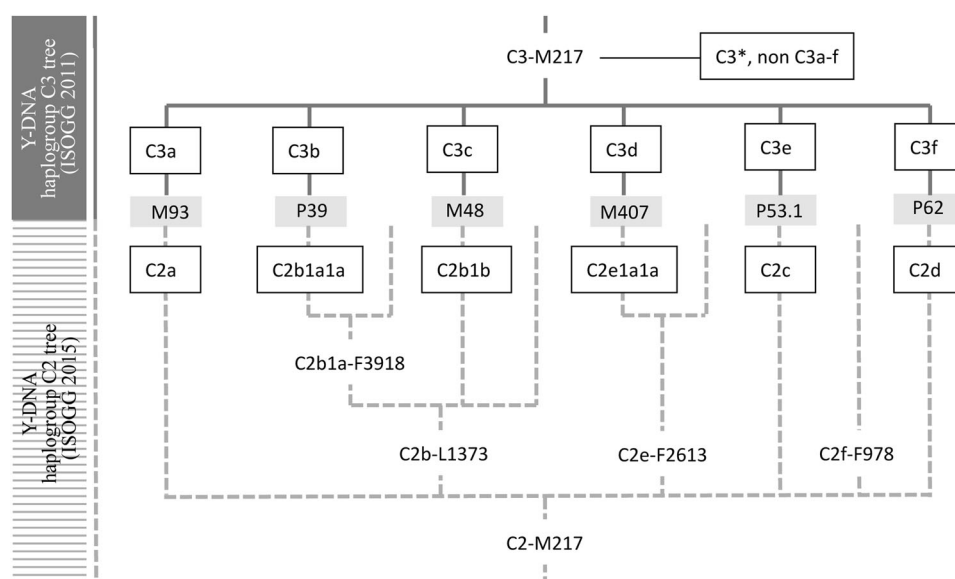 Y-DNA
haplogroup C3 tree
(ISOGG 2011)
C3-M217
C3*, non C3a-f
C3a
C3b
C3c
C3d
C3e
C3f
M93
P39
M48
M407
P53.1
P62
Y-DNA
haplogroup C2 tree
(ISOGG 2015)
C2a
C2b1a1a
C2b1b
C2e1a1a
C2c
C2d
C2b1a-F3918
C2b-L1373
C2e-F2613
C2f-F978
C2-M217